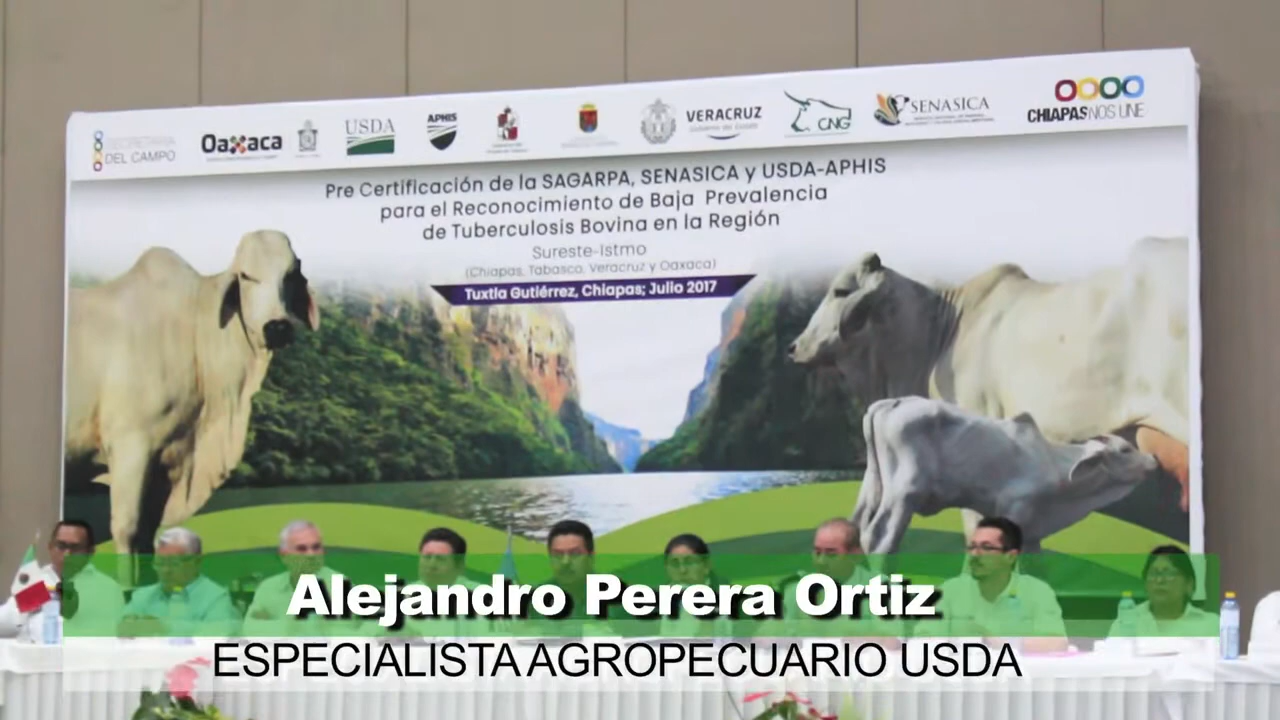 SECRETARÍA
DEL CAMPO
Oaxaca
USDA
APHIS
VERACRUZ
CNG
SENASICA
CHIAPASNOS UNE
Pre Certificación de la SAGARPA, SENASICA y USDA-APHIS
para el Reconocimiento de Baja Prevalencia
de Tuberculosis Bovina en la Región
Sureste-Istmo
(Chiapas, Tabasco, Veracruz y Oaxaca)
Tuxtla Gutiérrez, Chiapas; Julio 2017
Alejandro Perera Ortiz
ESPECIALISTA AGROPECUARIO USDA